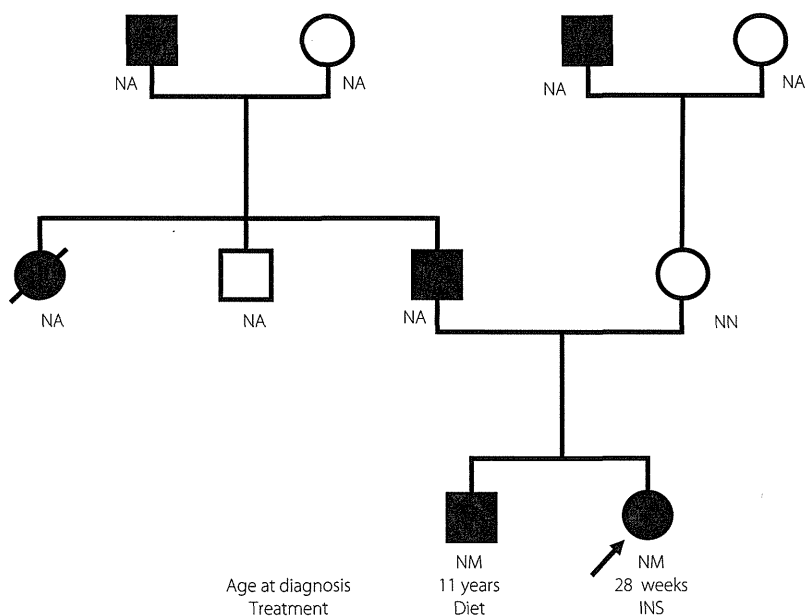 NA
NA
NA
NA
NA
NA
NA
NN
NM
NM
Age at diagnosis
11 years
28 weeks
Treatment
Diet
INS